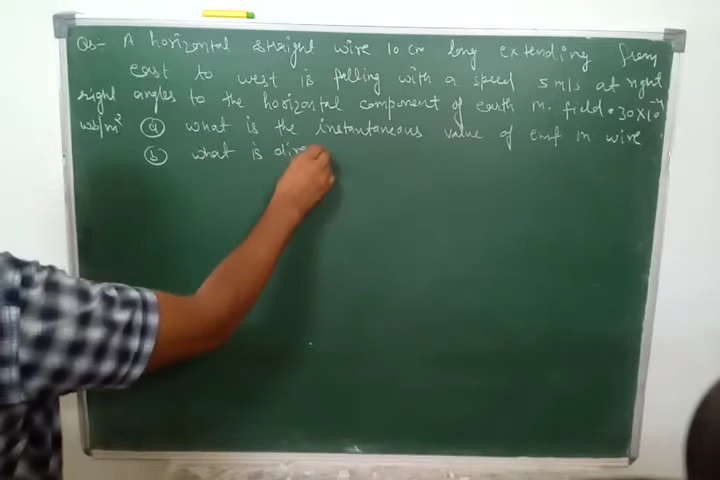 Qs- A horizontal straight wire 10 cm long extending from
east to west is falling with a speed 5 m/s at right
right angles to the horizontal component of earth m. field .30X10⁻⁴
wb/m² (a) what is the instantaneous value of emf in wire
(b) what is dire